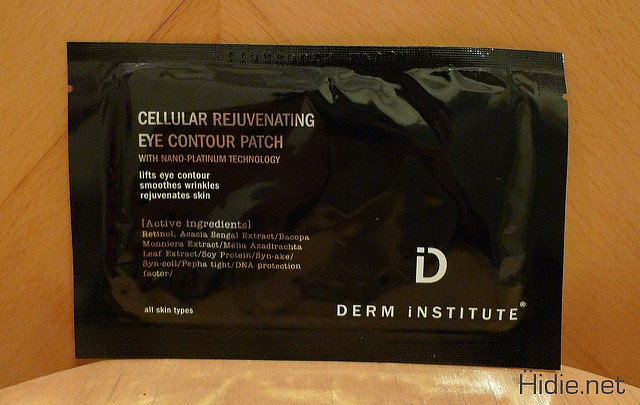 CELLULAR REJUVENATING
EYE CONTOUR PATCH
WITH NANO-PLATINUM TECHNOLOGY
lifts eye contour
smoothes wrinkles
rejuvenates skin
[Active ingredients]
Retinol, Acacia Sengal Extract/Bacopa
Monniera Extract/Melia Azadirachta
Leaf Extract/Soy Protein/Syn-ake/
Syn-coll/Pepha tight/DNA protection
factor/
all skin types
iD
DERM iNSTITUTE®
Hidie.net